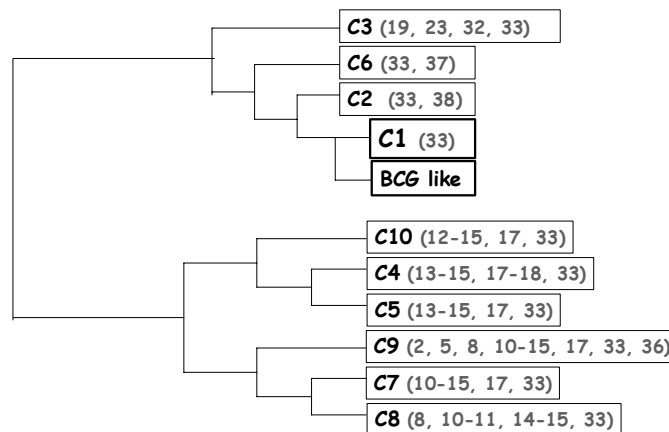 C3 (19, 23, 32, 33)
C6 (33, 37)
C2 (33, 38)
C1 (33)
BCG like
C10 (12-15, 17, 33)
C4 (13-15, 17-18, 33)
C5 (13-15, 17, 33)
C9 (2, 5, 8, 10-15, 17, 33, 36)
C7 (10-15, 17, 33)
C8 (8, 10-11, 14-15, 33)